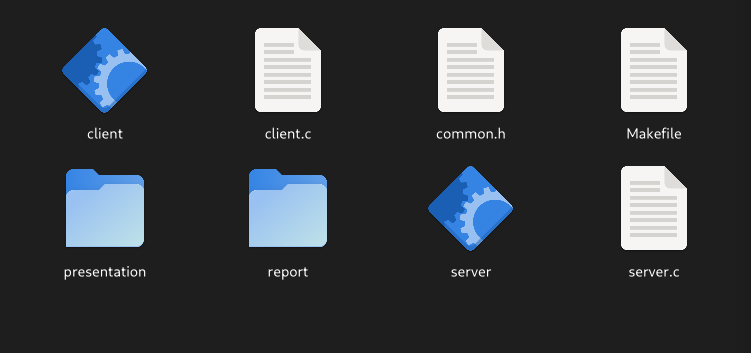 client
client.c
common.h
Makefile
presentation
report
server
server.c